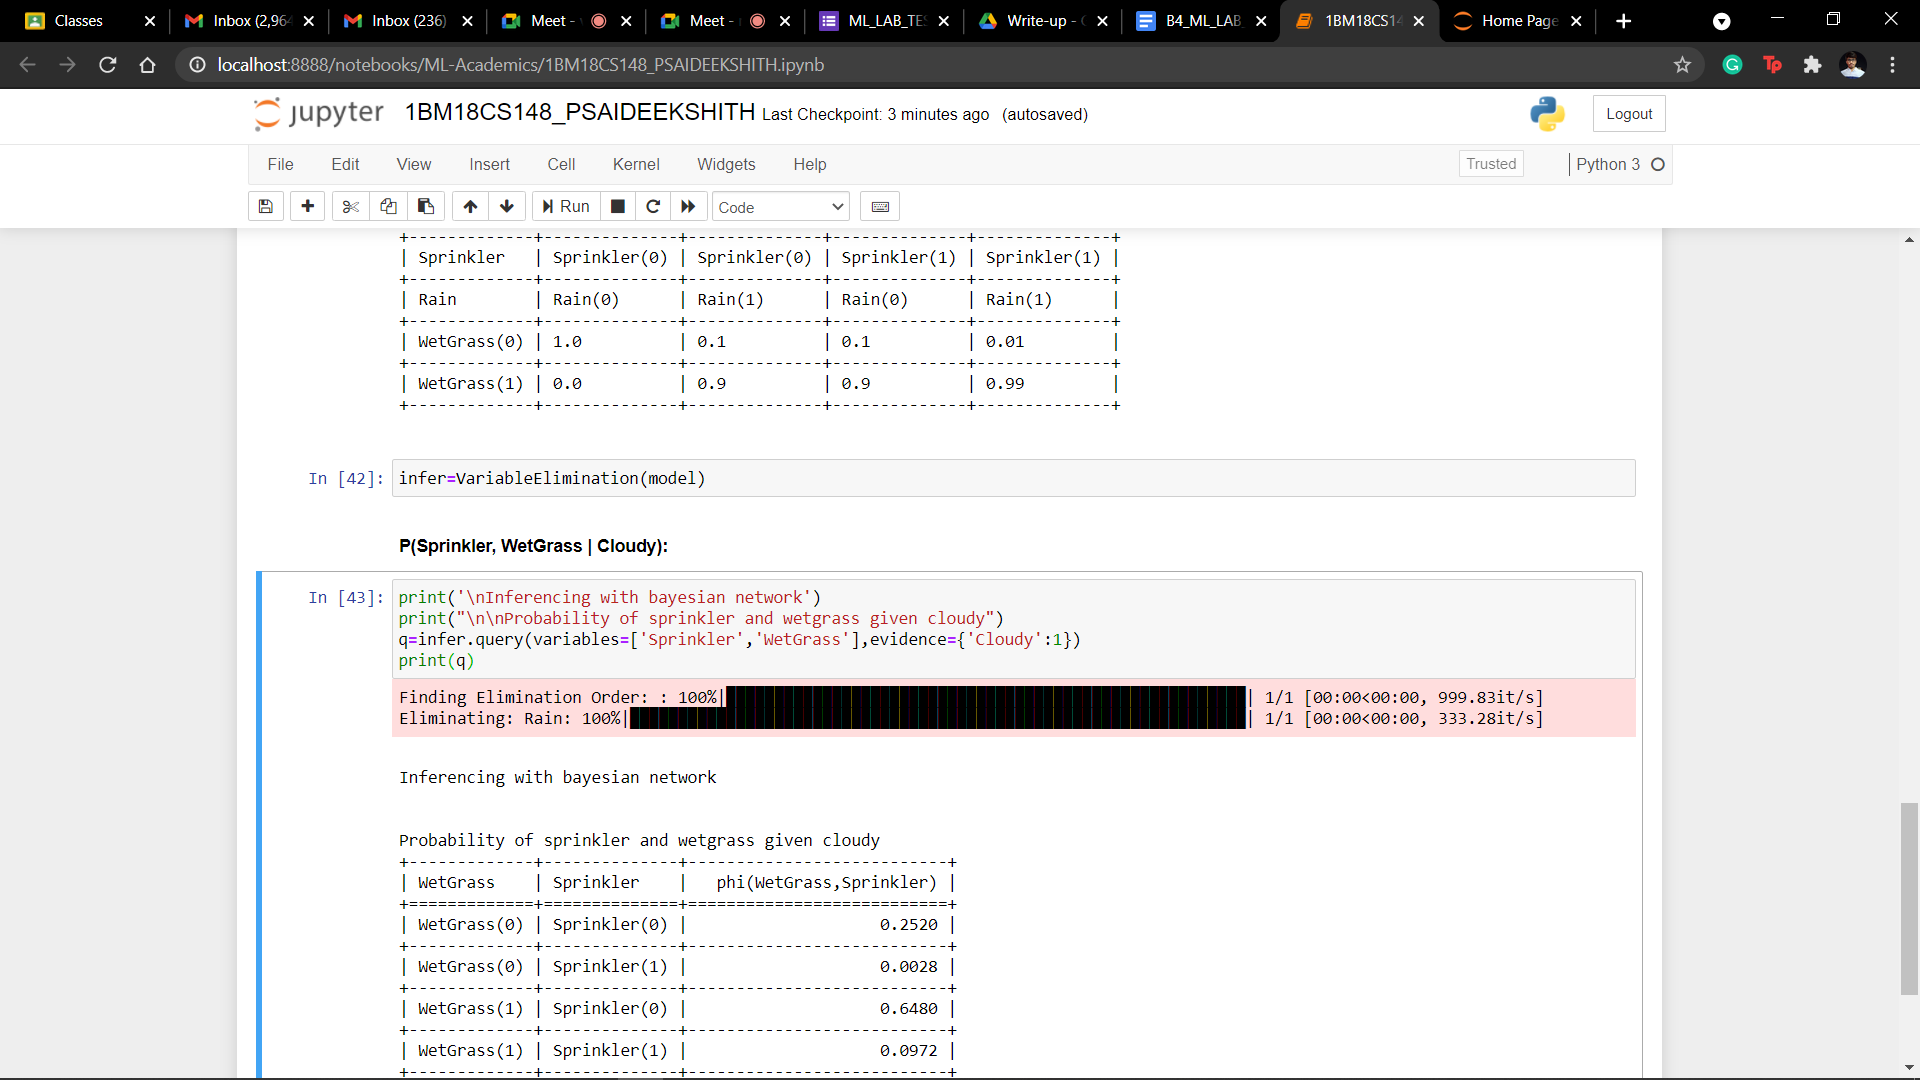 Classes
Inbox (2,964
Inbox (236)
Meet -
Meet -
ML_LAB_TES
Write-up -
B4_ML_LAB
1BM18CS14
Home Page
localhost:8888/notebooks/ML-Academics/1BM18CS148_PSAIDEEKSHITH.ipynb
jupyter 1BM18CS148_PSAIDEEKSHITH Last Checkpoint: 3 minutes ago (autosaved)
Logout
File Edit View Insert Cell Kernel Widgets Help
Trusted
Python 3
Run
Code
+-------------+--------------+--------------+--------------+--------------+
| Sprinkler | Sprinkler(0) | Sprinkler(0) | Sprinkler(1) | Sprinkler(1) |
+-------------+--------------+--------------+--------------+--------------+
| Rain | Rain(0) | Rain(1) | Rain(0) | Rain(1) |
+-------------+--------------+--------------+--------------+--------------+
| WetGrass(0) | 1.0 | 0.1 | 0.1 | 0.01 |
+-------------+--------------+--------------+--------------+--------------+
| WetGrass(1) | 0.0 | 0.9 | 0.9 | 0.99 |
+-------------+--------------+--------------+--------------+--------------+
In [42]: infer=VariableElimination(model)
P(Sprinkler, WetGrass | Cloudy):
In [43]: print('\nInferencing with bayesian network')
print("\n\nProbability of sprinkler and wetgrass given cloudy")
q=infer.query(variables=['Sprinkler','WetGrass'],evidence={'Cloudy':1})
print(q)
Finding Elimination Order: : 100%| | 1/1 [00:00<00:00, 999.83it/s]
Eliminating: Rain: 100%| | 1/1 [00:00<00:00, 333.28it/s]
Inferencing with bayesian network
Probability of sprinkler and wetgrass given cloudy
+-------------+--------------+---------------------------+
| WetGrass | Sprinkler | phi(WetGrass,Sprinkler) |
+=============+==============+===========================+
| WetGrass(0) | Sprinkler(0) | 0.2520 |
+-------------+--------------+---------------------------+
| WetGrass(0) | Sprinkler(1) | 0.0028 |
+-------------+--------------+---------------------------+
| WetGrass(1) | Sprinkler(0) | 0.6480 |
+-------------+--------------+---------------------------+
| WetGrass(1) | Sprinkler(1) | 0.0972 |
+-------------+--------------+---------------------------+